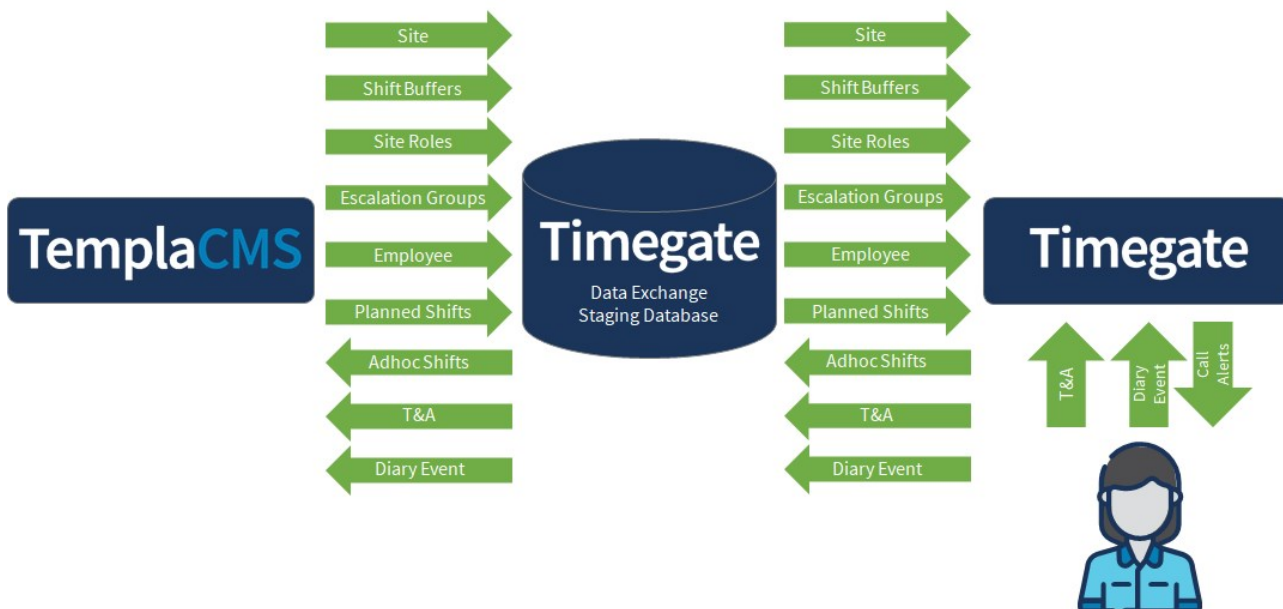 Site
Shift Buffers
Site Roles
Escalation Groups
Employee
Planned Shifts
Adhoc Shifts
T&A
Diary Event
TemplaCMS
Timegate
Data Exchange
Staging Database
Site
Shift Buffers
Site Roles
Escalation Groups
Employee
Planned Shifts
Adhoc Shifts
T&A
Diary Event
Timegate
T&A
Diary
Event
Call
Alerts